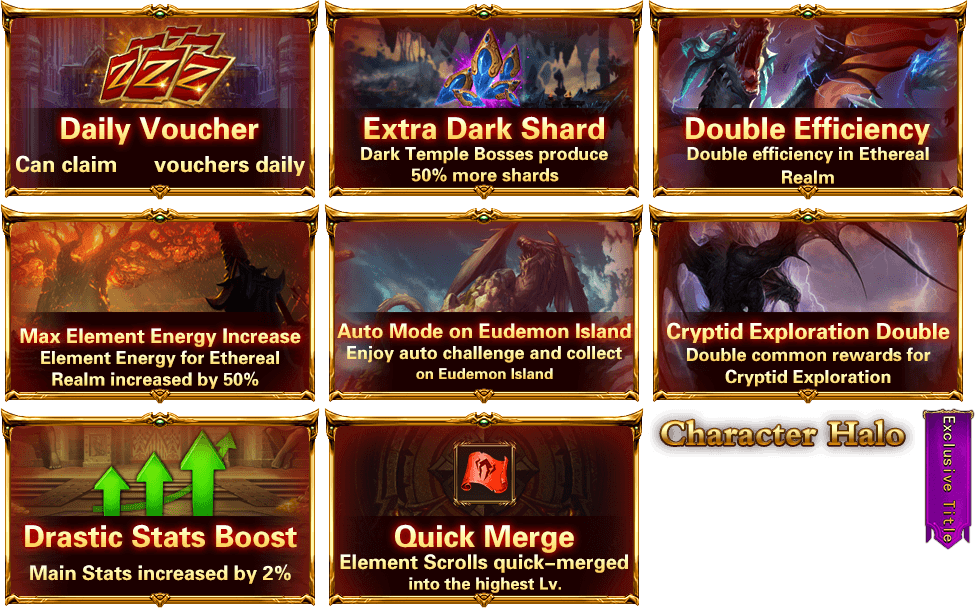 Daily Voucher
Can claim vouchers daily
Extra Dark Shard
Dark Temple Bosses produce
50% more shards
Double Efficiency
Double efficiency in Ethereal
Realm
Max Element Energy Increase
Element Energy for Ethereal
Realm increased by 50%
Auto Mode on Eudemon Island
Enjoy auto challenge and collect
on Eudemon Island
Cryptid Exploration Double
Double common rewards for
Cryptid Exploration
Drastic Stats Boost
Main Stats increased by 2%
Quick Merge
Element Scrolls quick-merged
into the highest Lv.
Character Halo
Exclusive Title